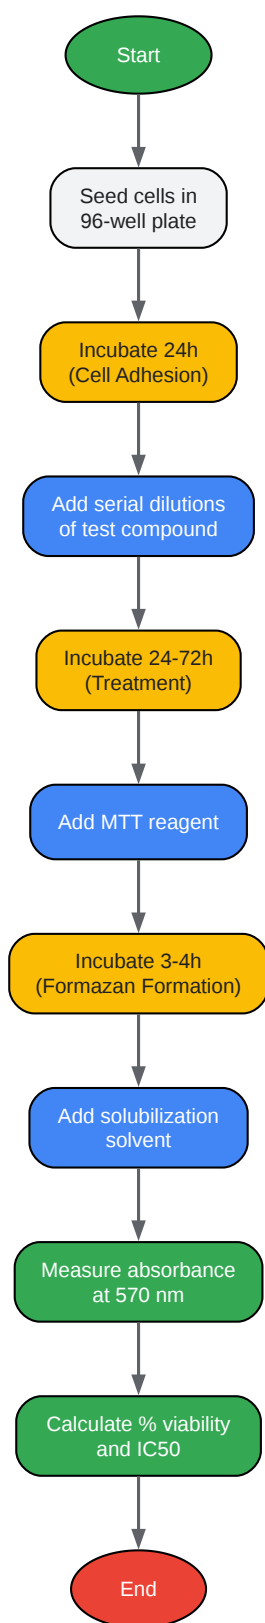 Start
Seed cells in
96-well plate
Incubate 24h
(Cell Adhesion)
Add serial dilutions
of test compound
Incubate 24-72h
(Treatment)
Add MTT reagent
Incubate 3-4h
(Formazan Formation)
Add solubilization
solvent
Measure absorbance
at 570 nm
Calculate % viability
and IC50
End